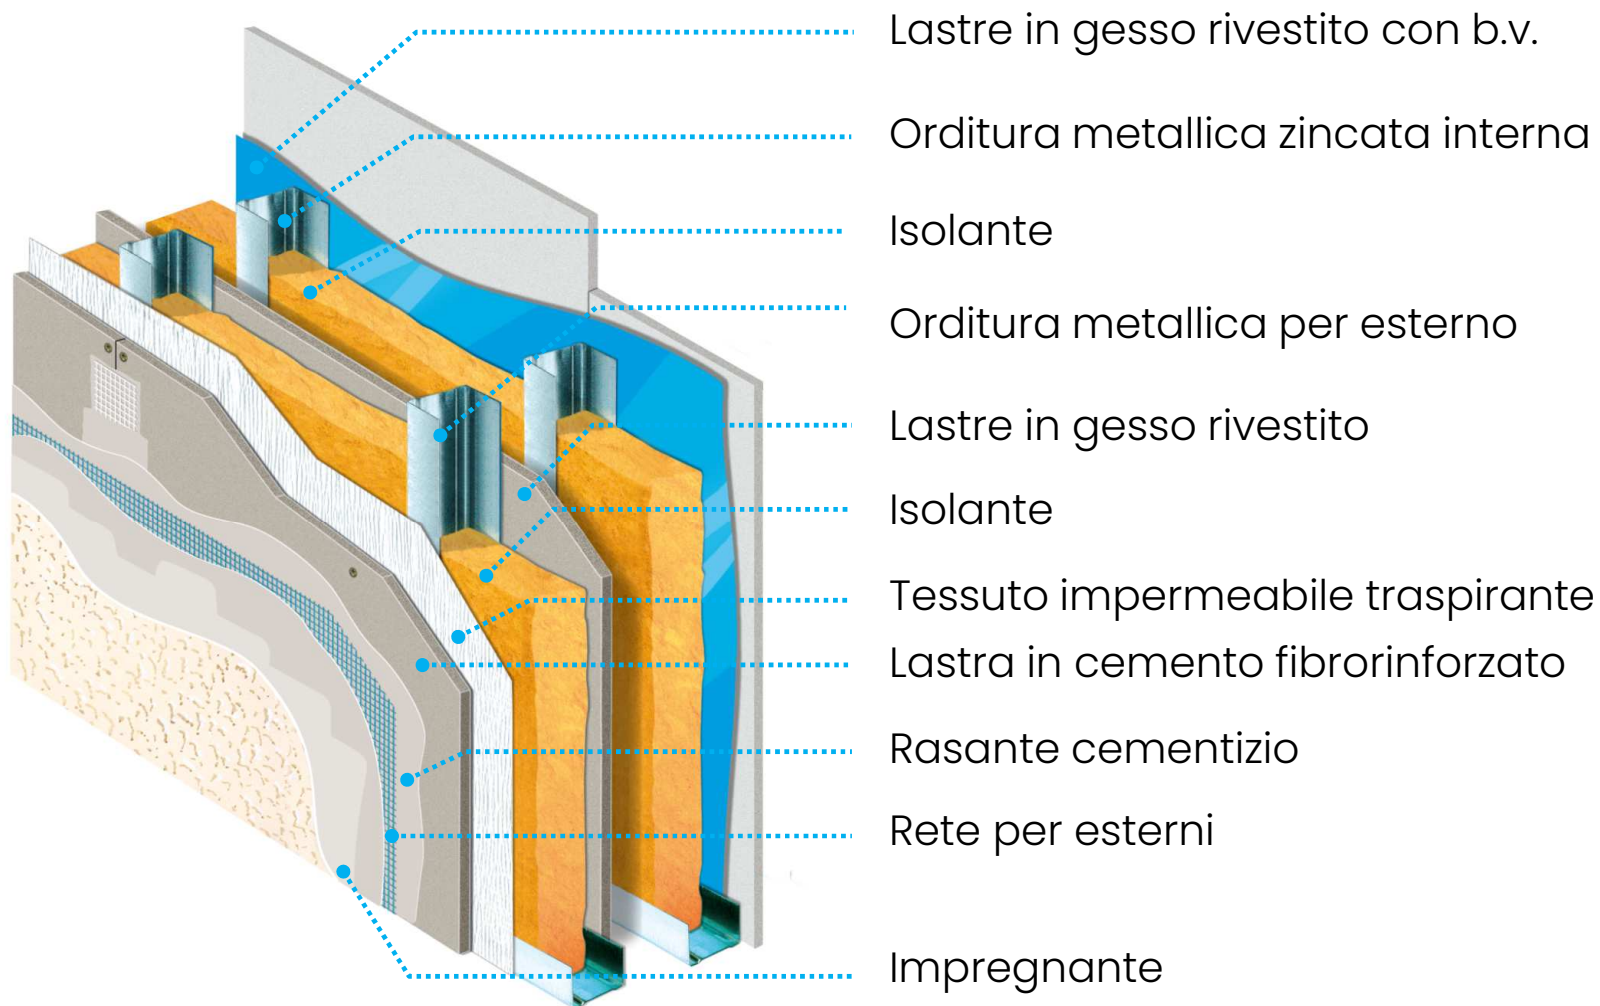 Lastre in gesso rivestito con b.v.
Orditura metallica zincata interna
Isolante
Orditura metallica per esterno
Lastre in gesso rivestito
Isolante
Tessuto impermeabile traspirante
Lastra in cemento fibrorinforzato
Rasante cementizio
Rete per esterni
Impregnante